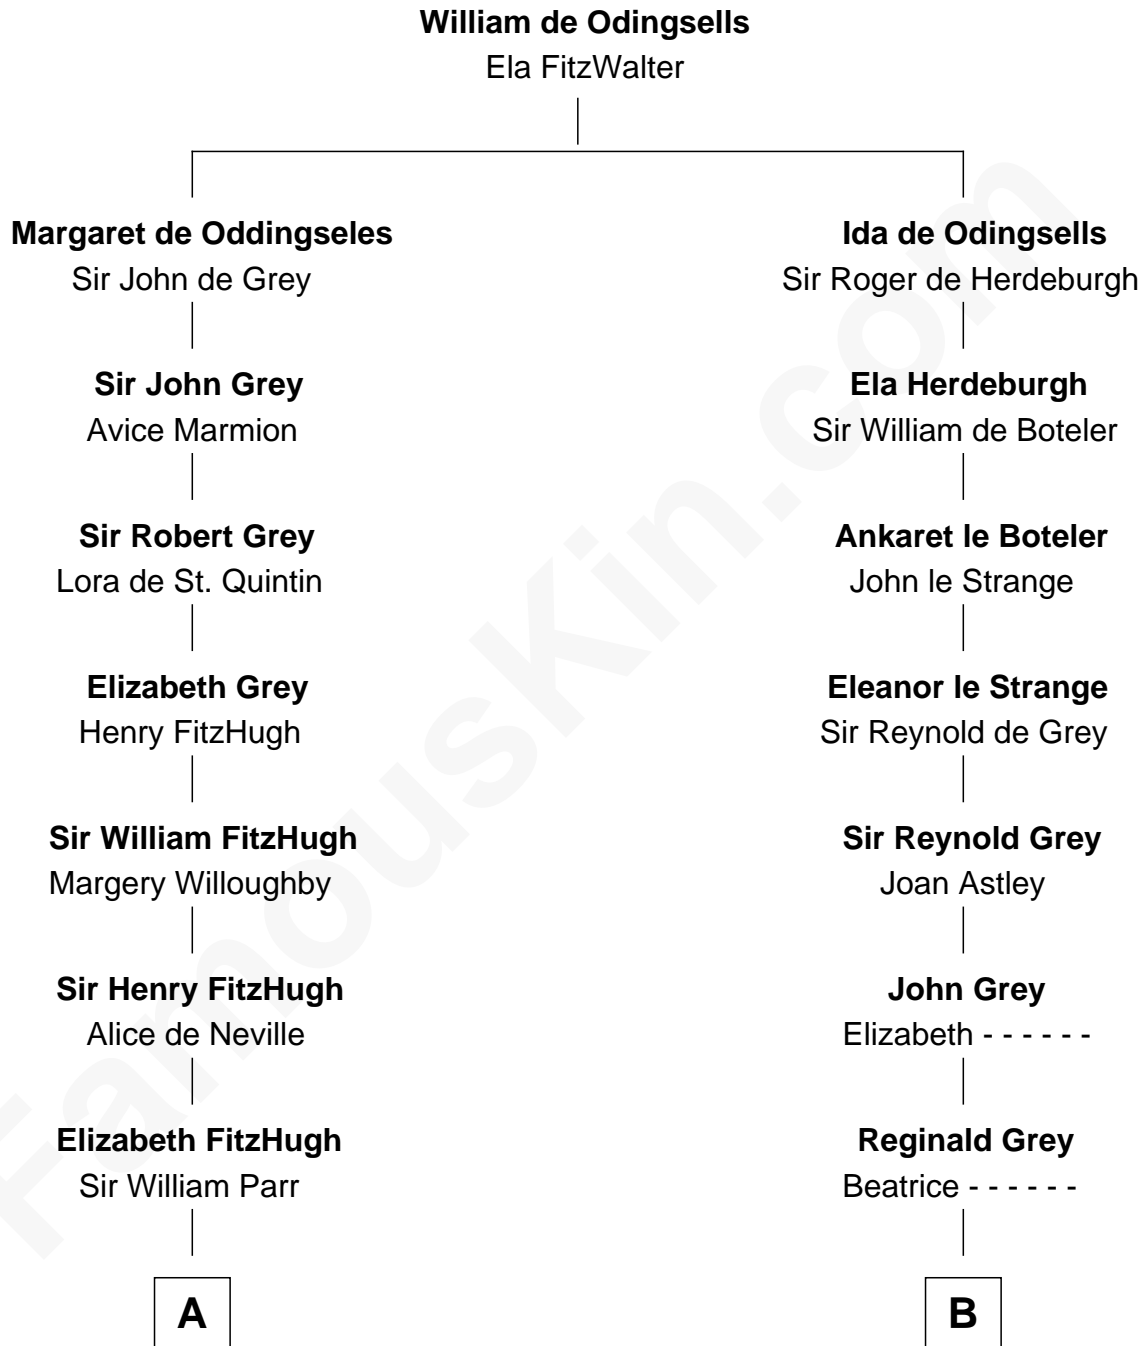 William de Odingsells
Ela FitzWalter
Margaret de Oddingseles
Sir John de Grey
Sir John Grey
Avice Marmion
Sir Robert Grey
Lora de St. Quintin
Elizabeth Grey
Henry FitzHugh
Sir William FitzHugh
Margery Willoughby
Sir Henry FitzHugh
Alice de Neville
Elizabeth FitzHugh
Sir William Parr
A
Ida de Odingsells
Sir Roger de Herdeburgh
Ela Herdeburgh
Sir William de Boteler
Ankaret le Boteler
John le Strange
Eleanor le Strange
Sir Reynold de Grey
Sir Reynold Grey
Joan Astley
John Grey
Elizabeth - - - - - -
Reginald Grey
Beatrice - - - - - -
B
FamousKin.com